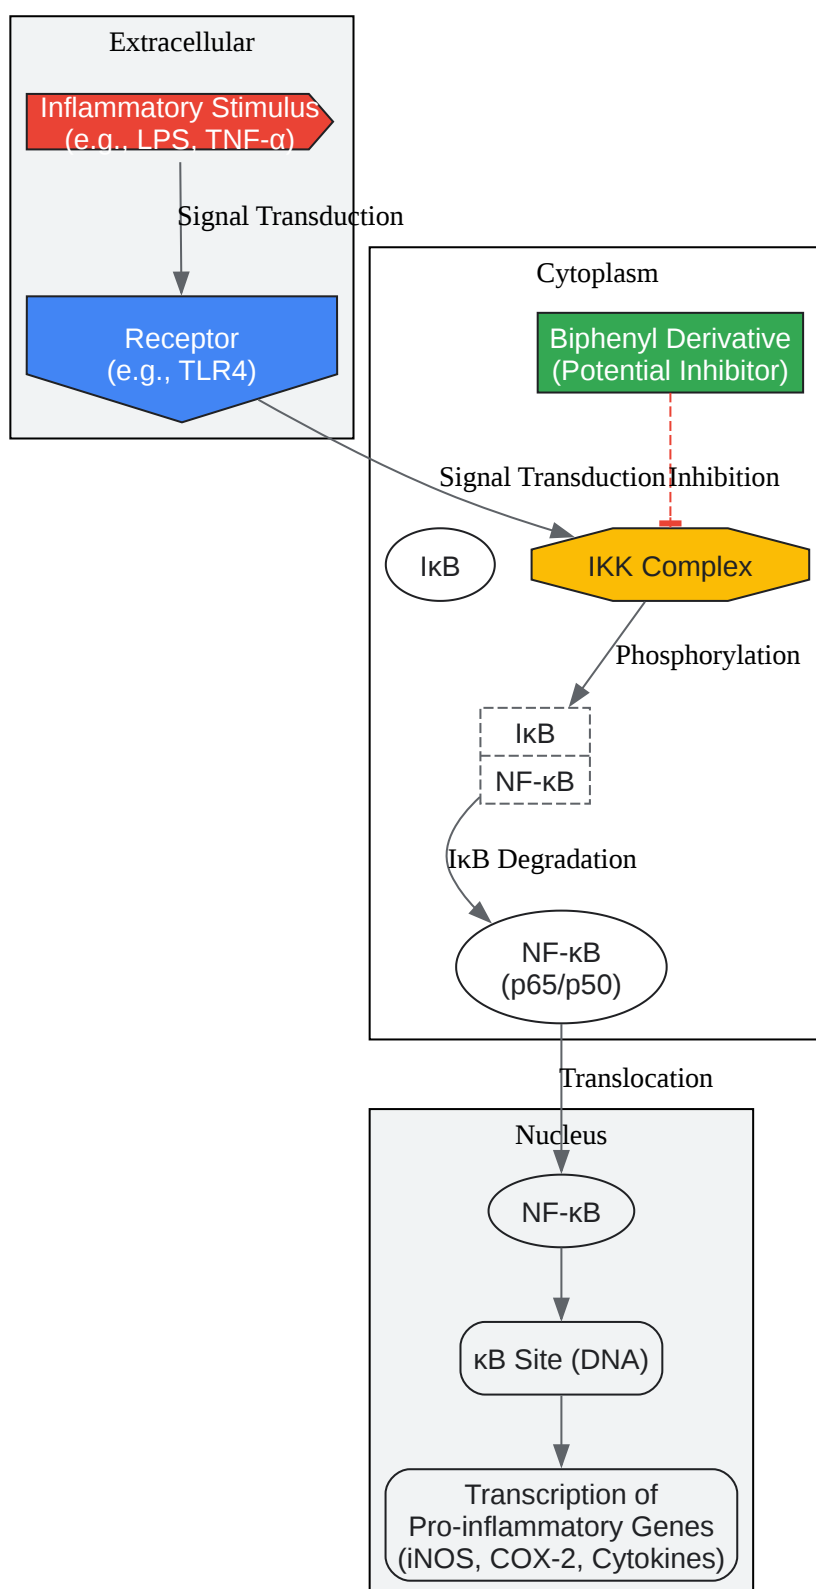 Extracellular
Inflammatory Stimulus
(e.g., LPS, TNF-α)
Signal Transduction
Receptor
(e.g., TLR4)
Cytoplasm
Biphenyl Derivative
(Potential Inhibitor)
Signal Transduction
Inhibition
IκB
IKK Complex
Phosphorylation
IκB
NF-κB
IκB Degradation
NF-κB
(p65/p50)
Translocation
Nucleus
NF-κB
κB Site (DNA)
Transcription of
Pro-inflammatory Genes
(iNOS, COX-2, Cytokines)